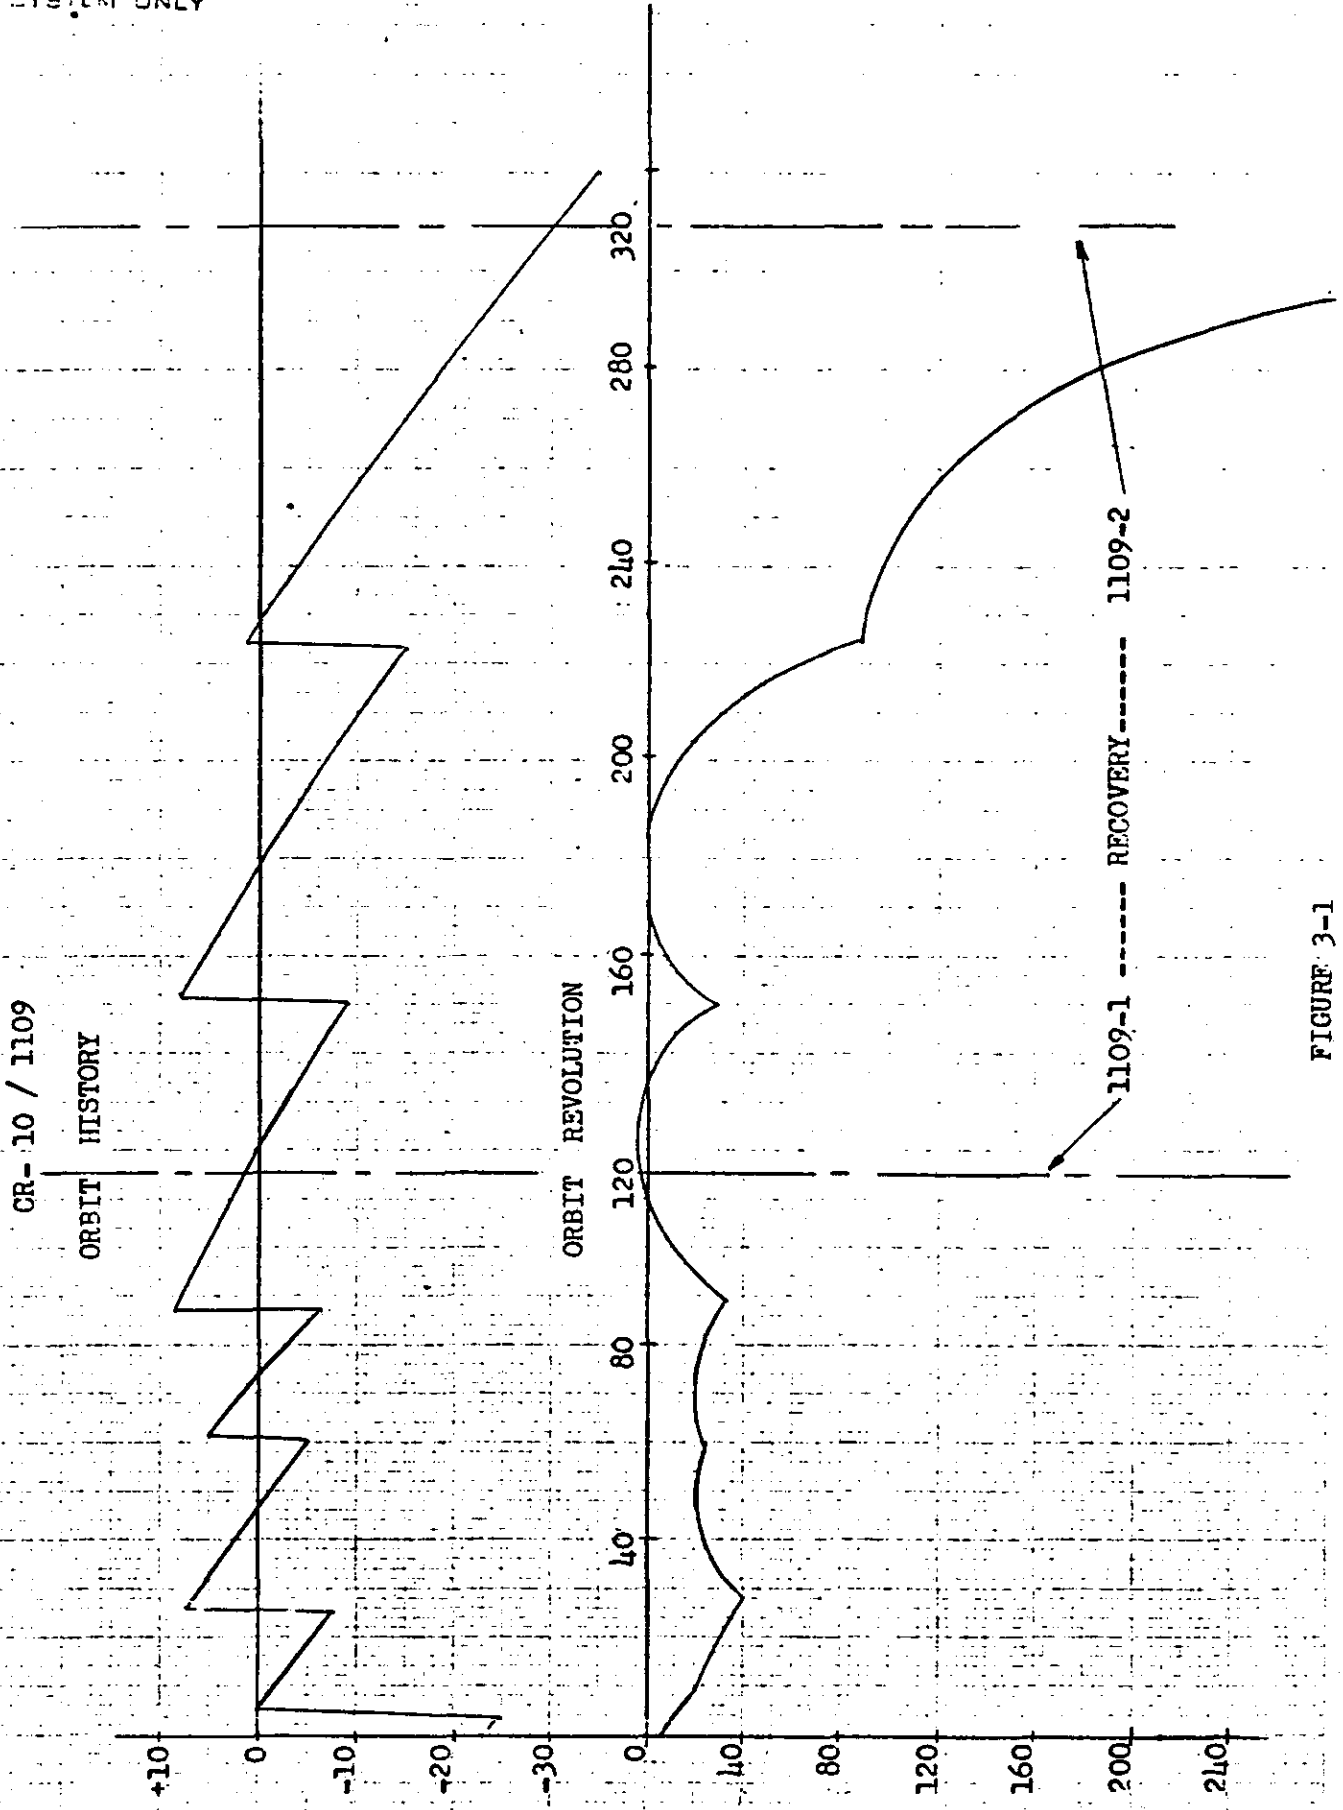 CR-10 / 1109
ORBIT HISTORY
+10
0
-10
-20
-30
ORBIT REVOLUTION
40 80 120 160 200 240 280 320
0
40
80
120
160
200
240
1109-1 ------ RECOVERY ------ 1109-2
FIGURE 3-1
ONLY